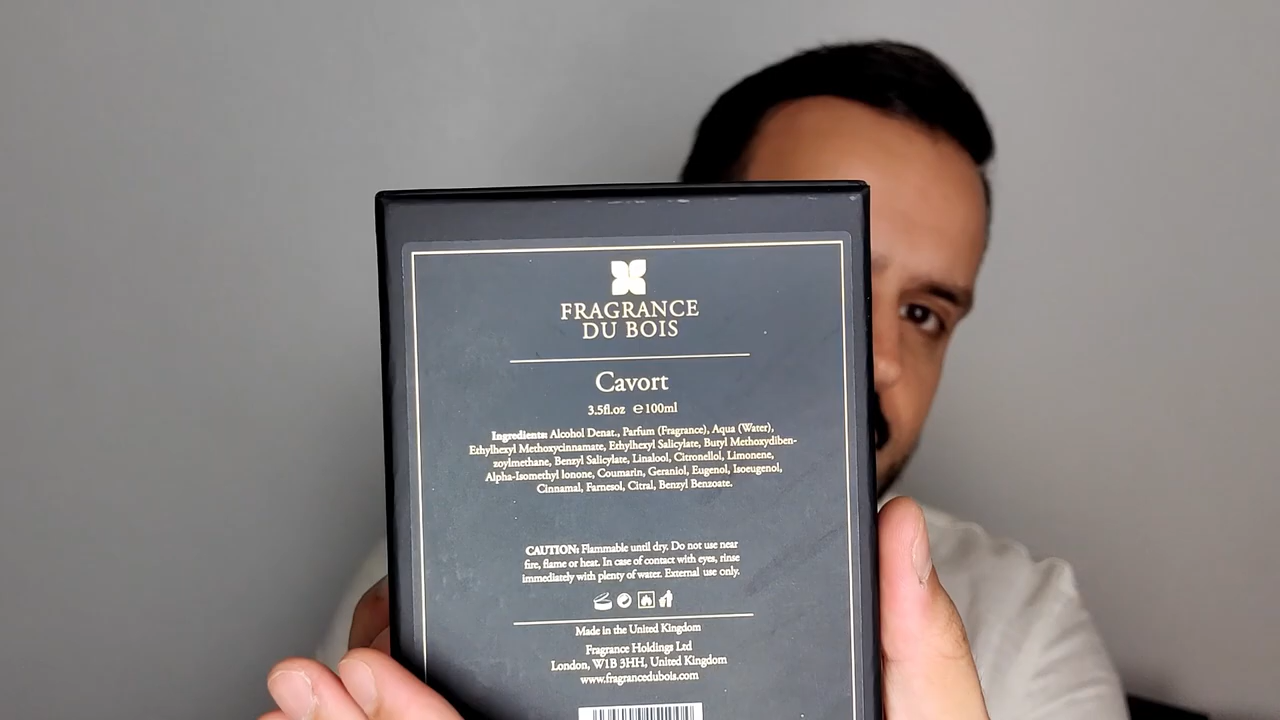 FRAGRANCE
DU BOIS
Cavort
3.5fl.oz ℮100ml
Ingredients: Alcohol Denat., Parfum (Fragrance), Aqua (Water),
Ethylhexyl Methoxycinnamate, Ethylhexyl Salicylate, Butyl Methoxydiben-
zoylmethane, Benzyl Salicylate, Linalool, Citronellol, Limonene,
Alpha-Isomethyl Ionone, Coumarin, Geraniol, Eugenol, Isoeugenol,
Cinnamal, Farnesol, Citral, Benzyl Benzoate.
CAUTION: Flammable until dry. Do not use near
fire, flame or heat. In case of contact with eyes, rinse
immediately with plenty of water. External use only.
Made in the United Kingdom
Fragrance Holdings Ltd
London, W1B 3HH, United Kingdom
www.fragrancedubois.com